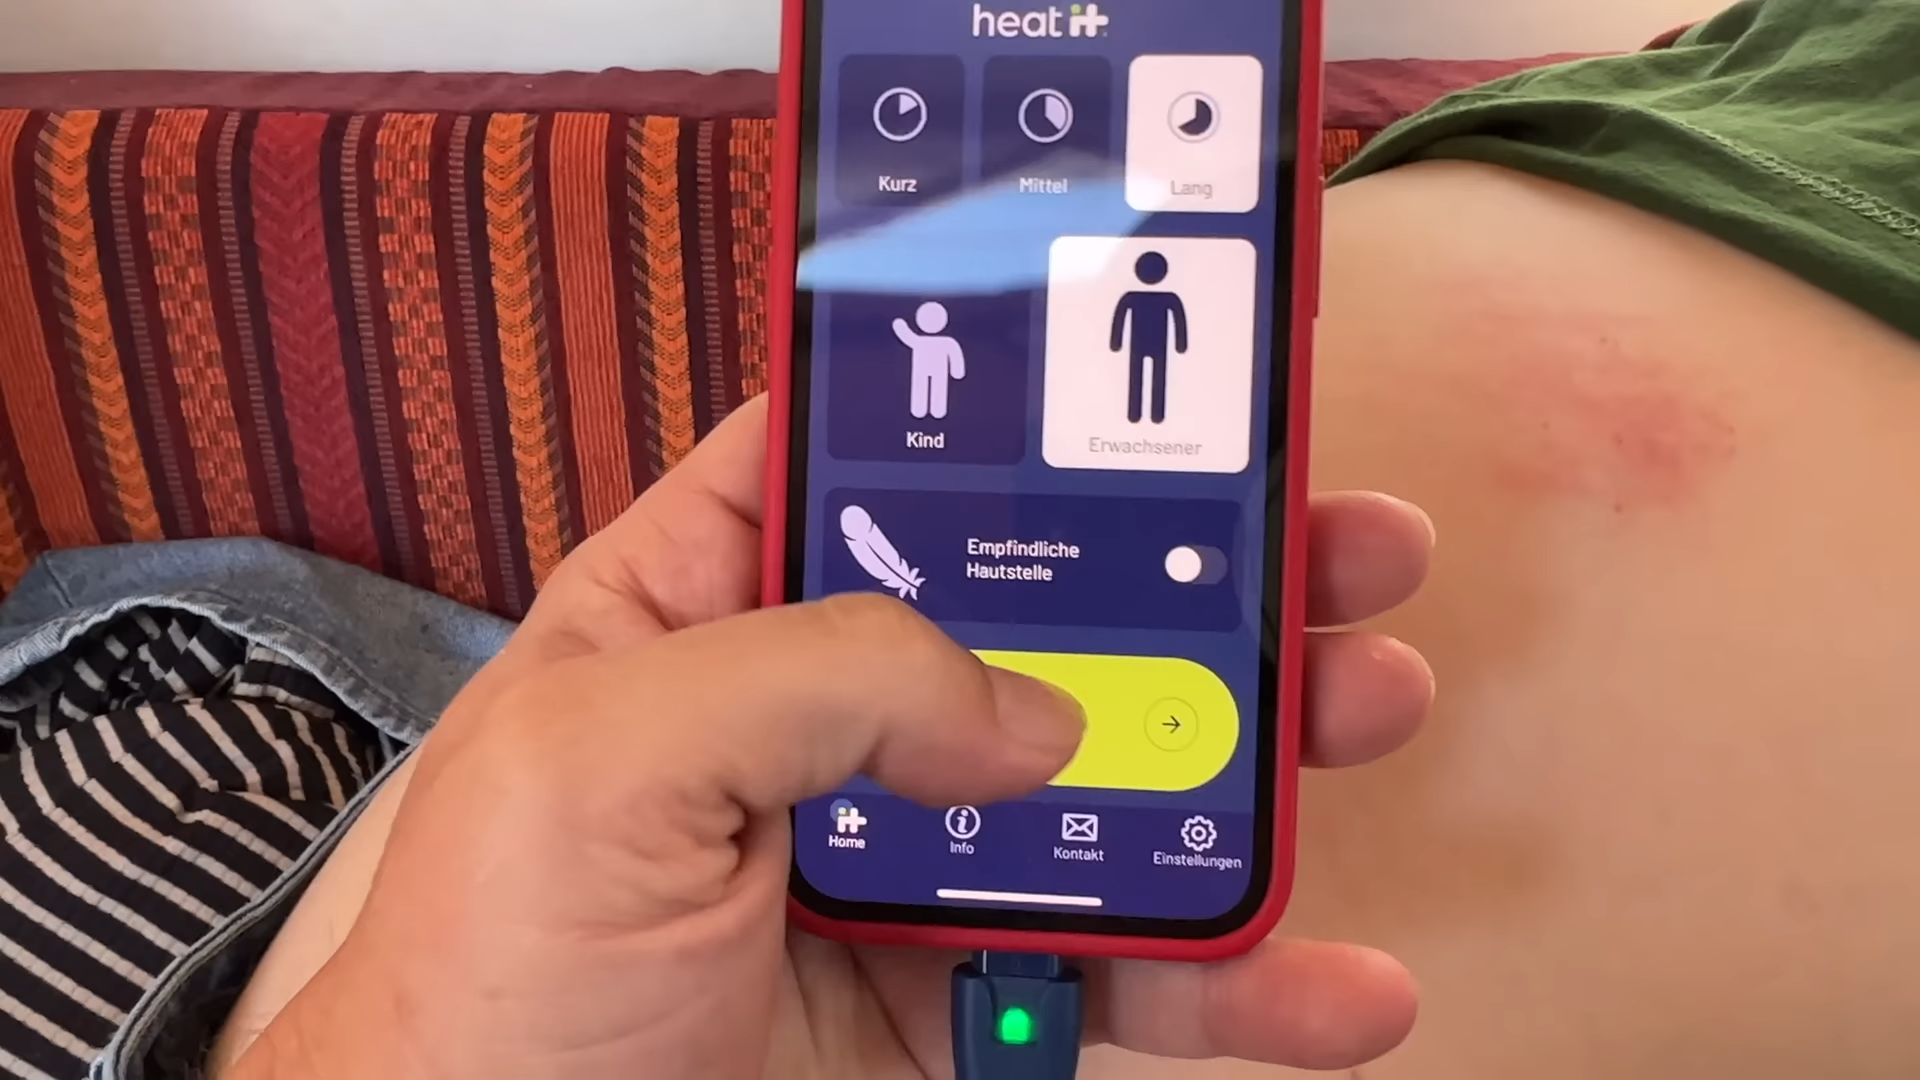 heat it
Kurz
Mittel
Lang
Kind
Erwachsener
Empfindliche
Hautstelle
Home
Info
Kontakt
Einstellungen